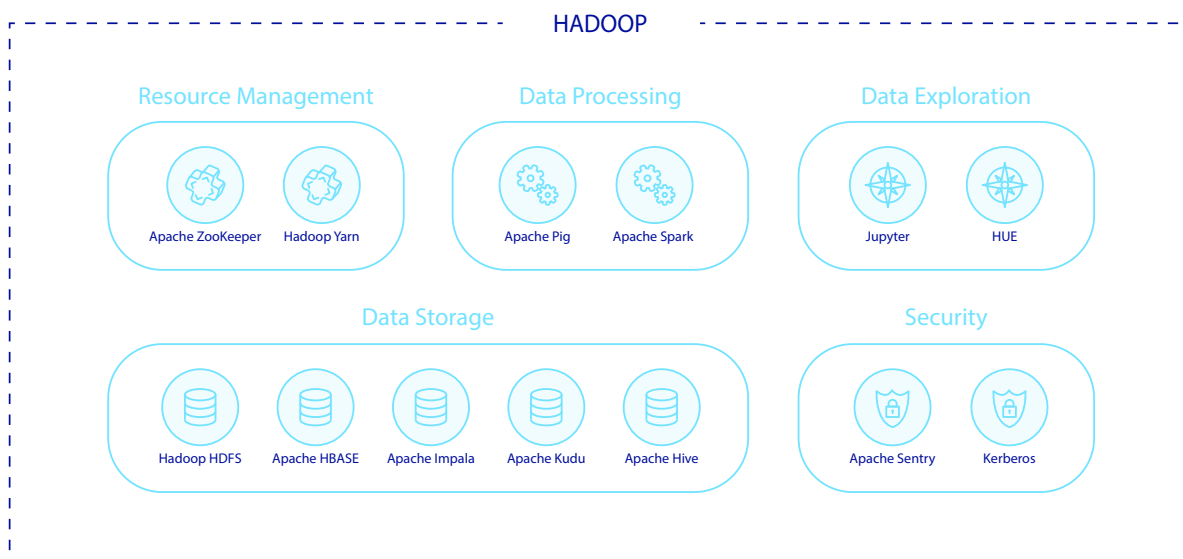 HADOOP
Resource Management
Data Processing
Data Exploration
Apache ZooKeeper
Hadoop Yarn
Apache Pig
Apache Spark
Jupyter
HUE
Data Storage
Security
Hadoop HDFS
Apache HBASE
Apache Impala
Apache Kudu
Apache Hive
Apache Sentry
Kerberos